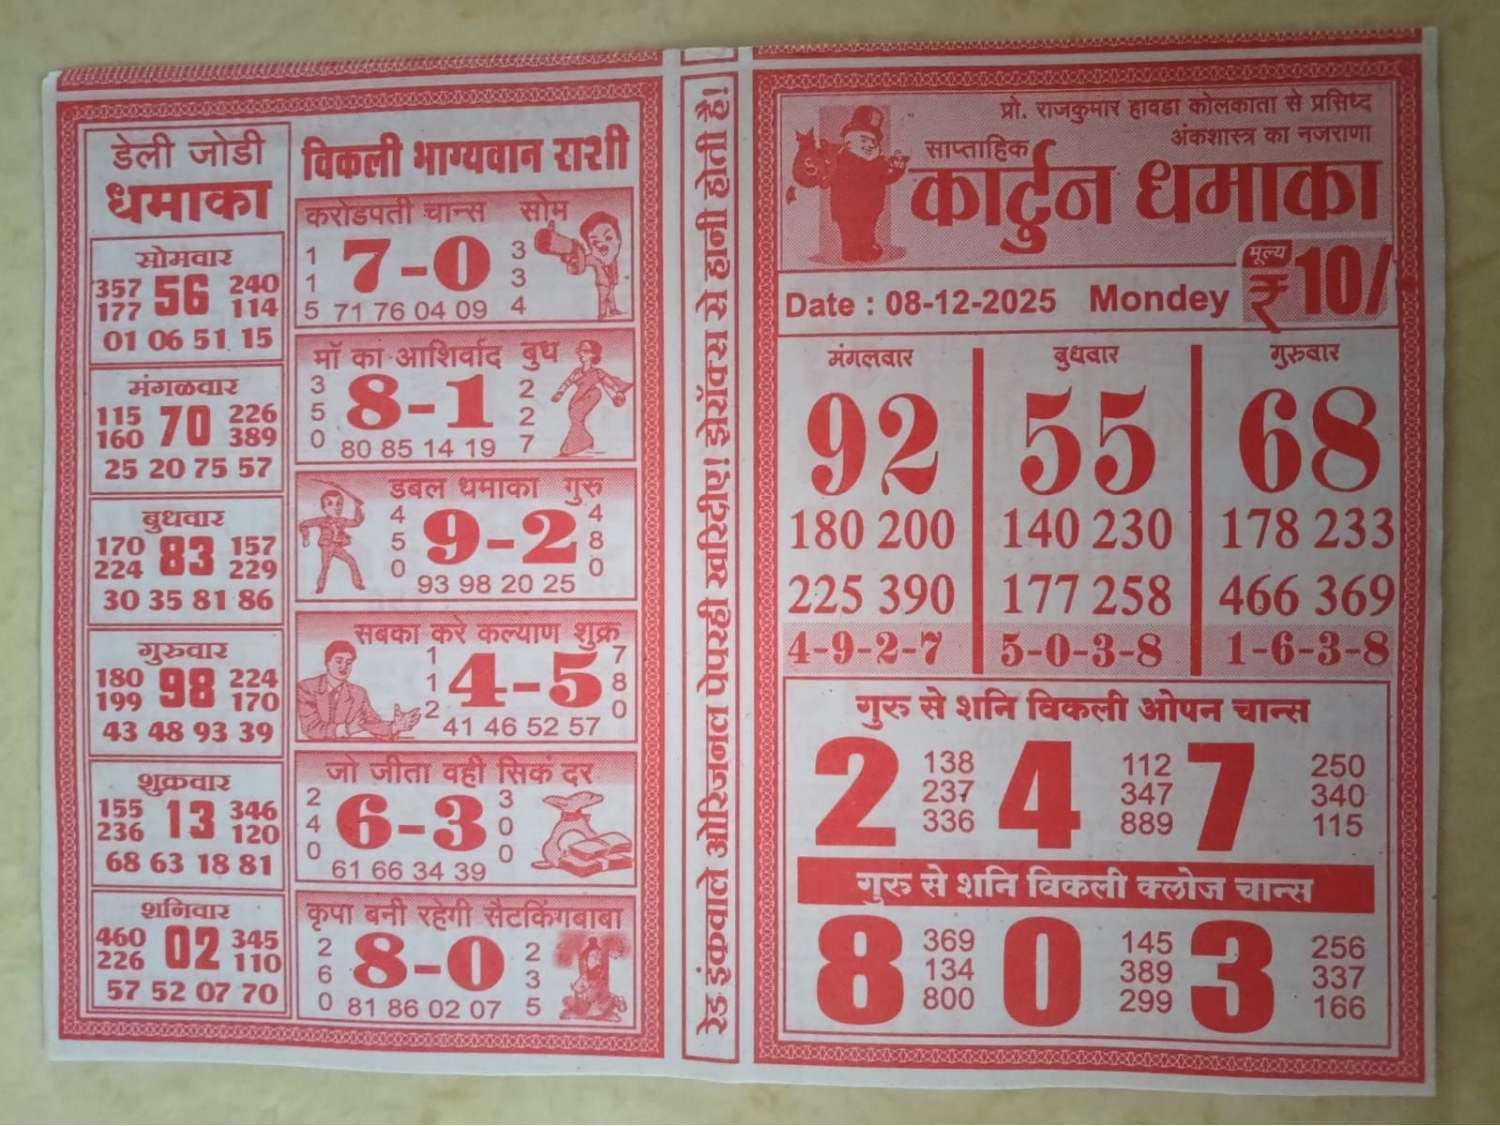 डेली जोडी
धमाका
सोमवार
357 56 240
177 114
01 06 51 15
मंगळवार
115 70 226
160 389
25 20 75 57
बुधवार
170 83 157
224 229
30 35 81 86
गुरुवार
180 98 224
199 170
43 48 93 39
शुक्रवार
155 13 346
236 120
68 63 18 81
शनिवार
460 02 345
226 110
57 52 07 70
विकली भाग्यवान राशी
करोडपती चान्स सोम
1 7-0 3
1 3
5 71 76 04 09 4
माँ का आशिर्वाद बुध
3 8-1 2
5 2
0 80 85 14 19 7
डबल धमाका गुरु
4 9-2 4
5 8
0 93 98 20 25 0
सबका करे कल्याण शुक्र
1 4-5 7
1 8
2 41 46 52 57 0
जो जीता वही सिकं दर
2 6-3 3
4 0
0 61 66 34 39 0
कृपा बनी रहेगी सैटकिंगबाबा
2 8-0 2
6 3
0 81 86 02 07 5
रेड इंकवाले ओरिजनल पेपरही खरिदीए! झेरॉक्स से हानी होती है!
प्रो. राजकुमार हावडा कोलकाता से प्रसिध्द
अंकशास्त्र का नजराणा
साप्ताहिक
कार्टुन धमाका
मूल्य
₹ 10/
Date : 08-12-2025 Mondey
मंगलवार
92
180 200
225 390
4-9-2-7
बुधवार
55
140 230
177 258
5-0-3-8
गुरुवार
68
178 233
466 369
1-6-3-8
गुरु से शनि विकली ओपन चान्स
2 138 4 112 7 250
237 347 340
336 889 115
गुरु से शनि विकली क्लोज चान्स
8 369 0 145 3 256
134 389 337
800 299 166